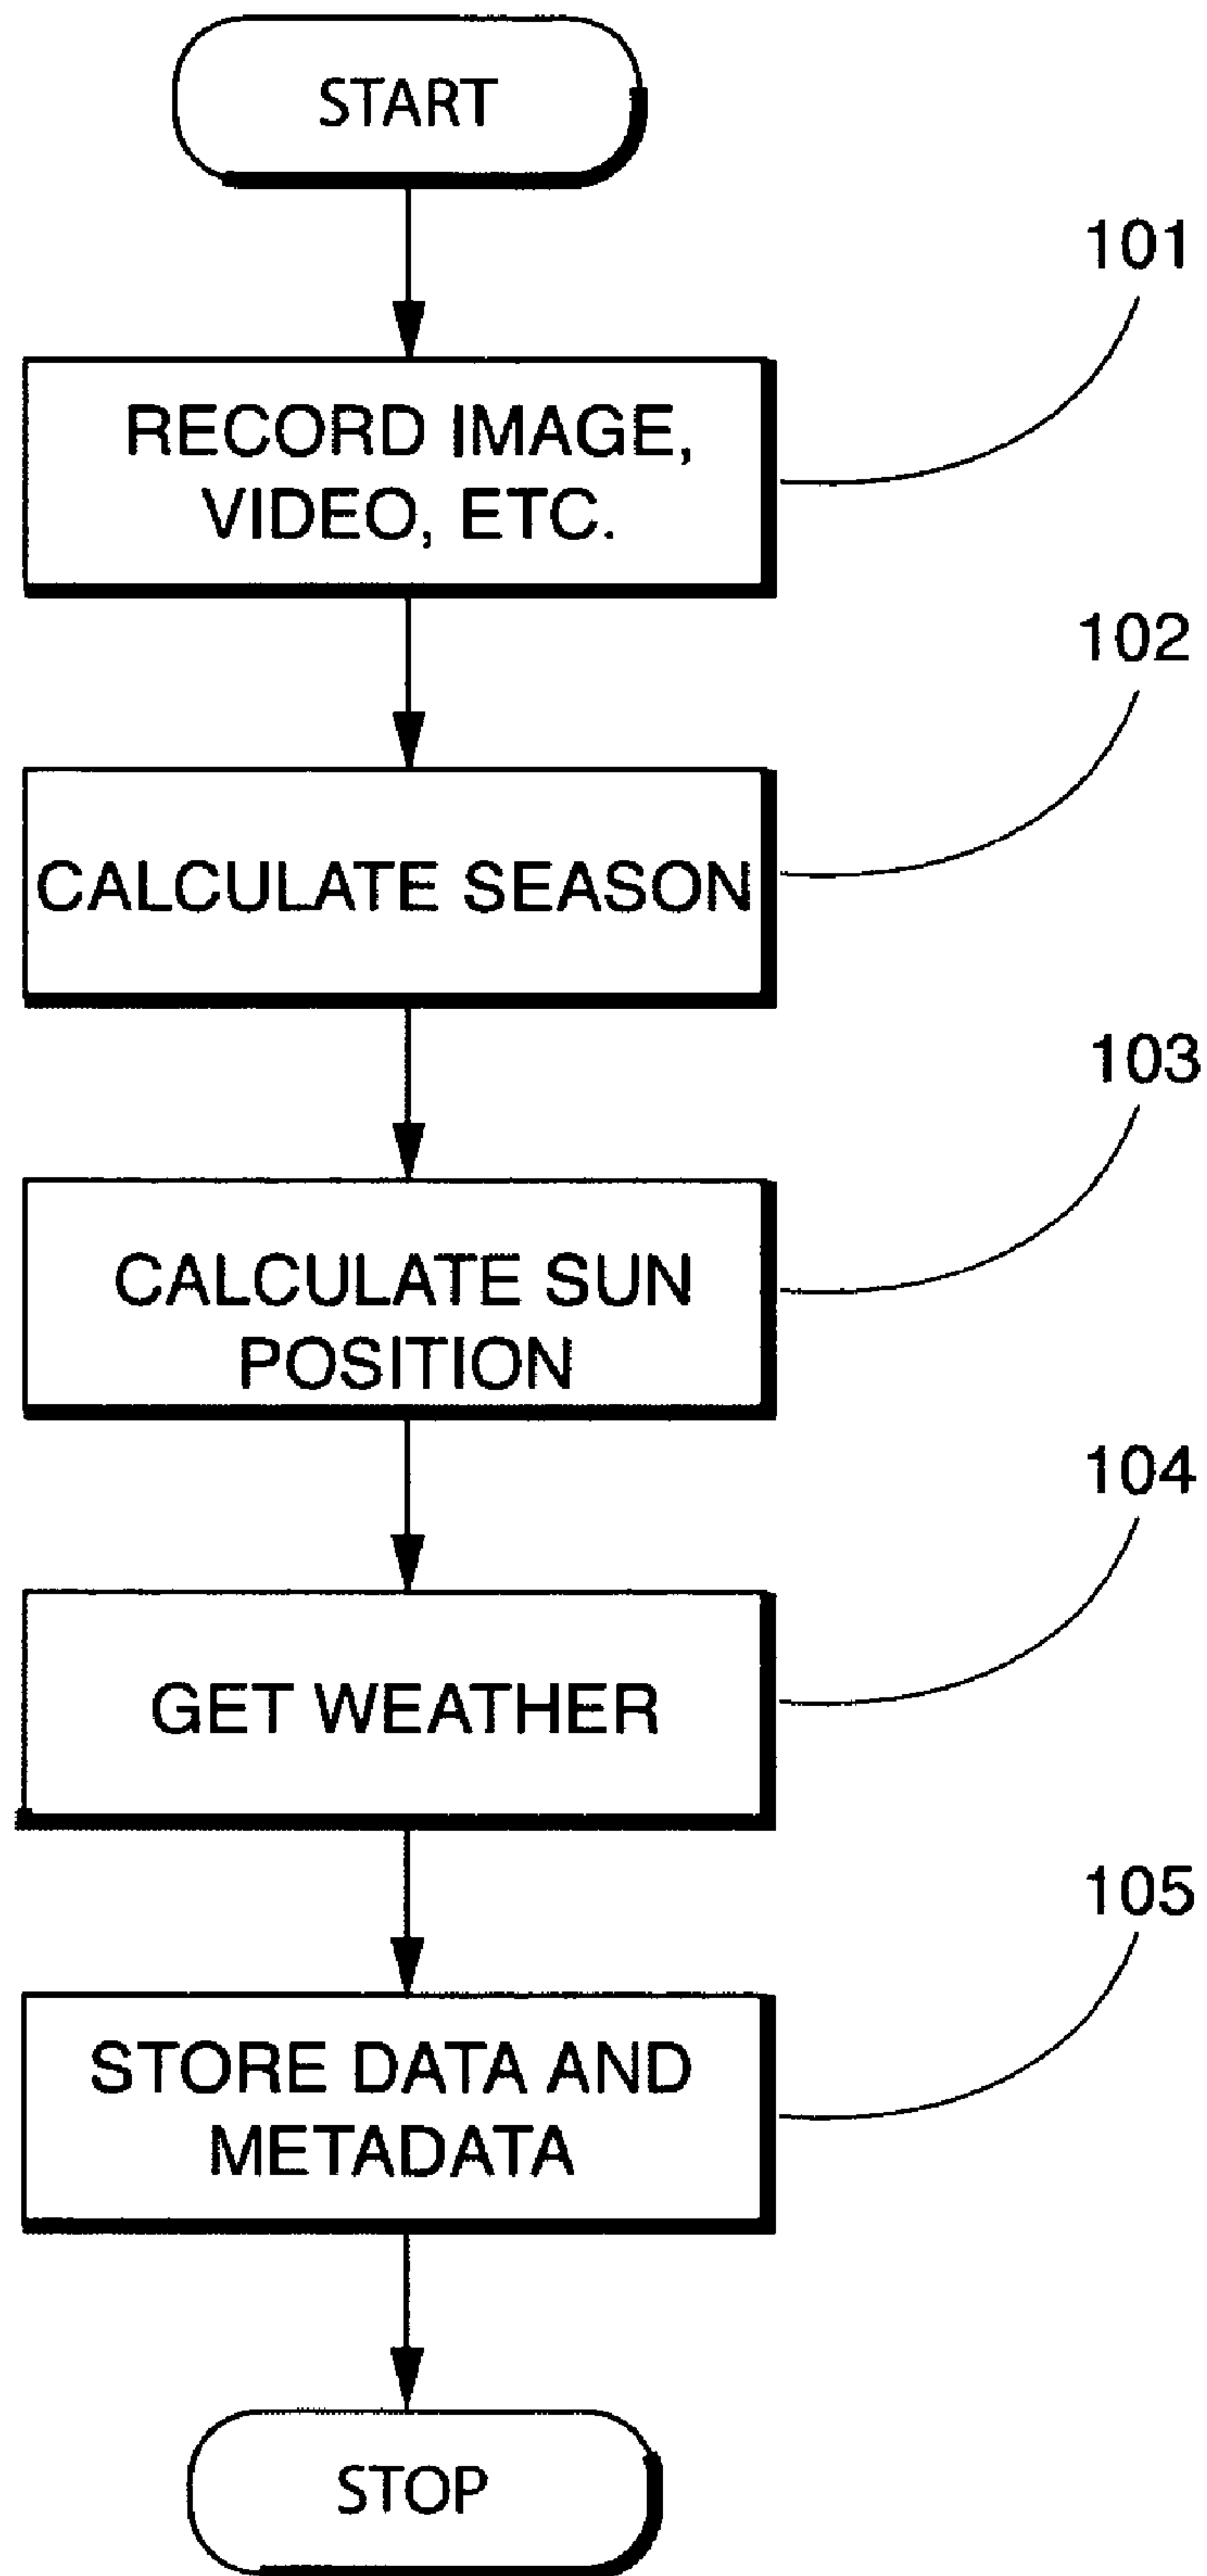 START
101
RECORD IMAGE,
VIDEO, ETC.
102
CALCULATE SEASON
103
CALCULATE SUN
POSITION
104
GET WEATHER
105
STORE DATA AND
METADATA
STOP